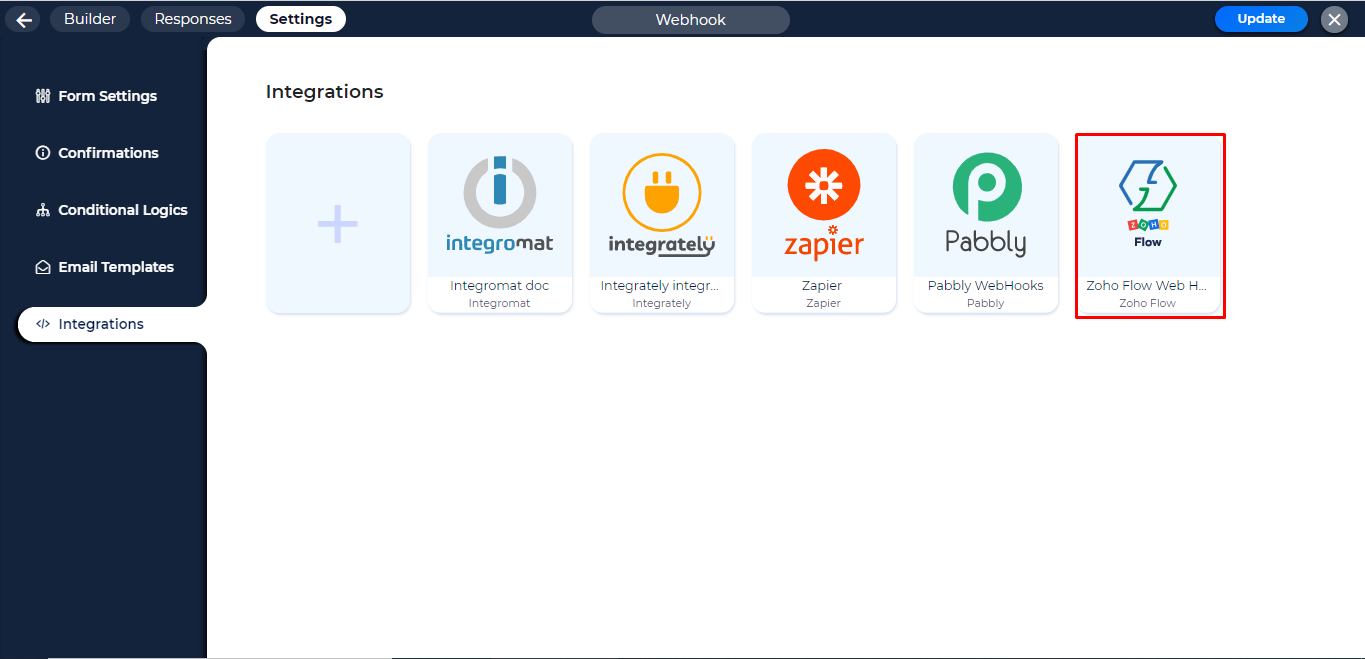 Builder
Responses
Settings
Webhook
Update
Form Settings
Confirmations
Conditional Logics
Email Templates
Integrations
Integrations
integromat
Integromat doc
Integromat
integrately
Integrately integr...
Integrately
zapier
Zapier
Zapier
Pabbly
Pabbly WebHooks
Pabbly
ZOHO
Flow
Zoho Flow Web H...
Zoho Flow